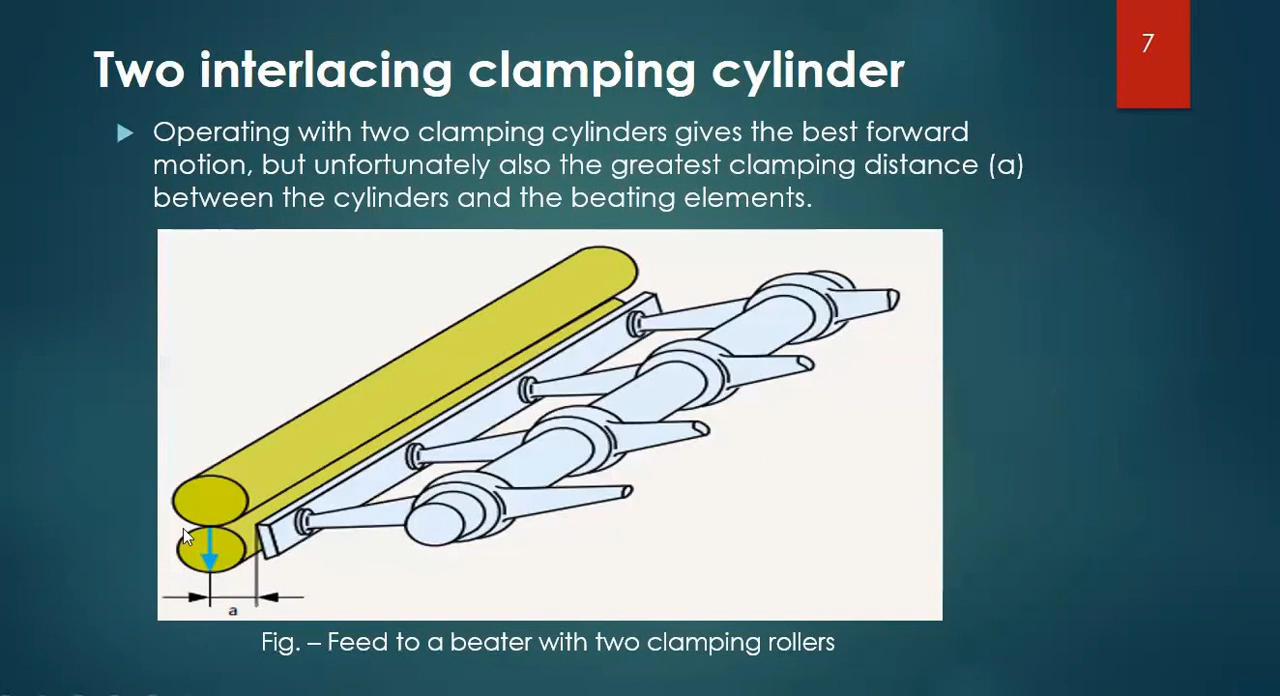 7
Two interlacing clamping cylinder
Operating with two clamping cylinders gives the best forward
motion, but unfortunately also the greatest clamping distance (a)
between the cylinders and the beating elements.
a
Fig. – Feed to a beater with two clamping rollers